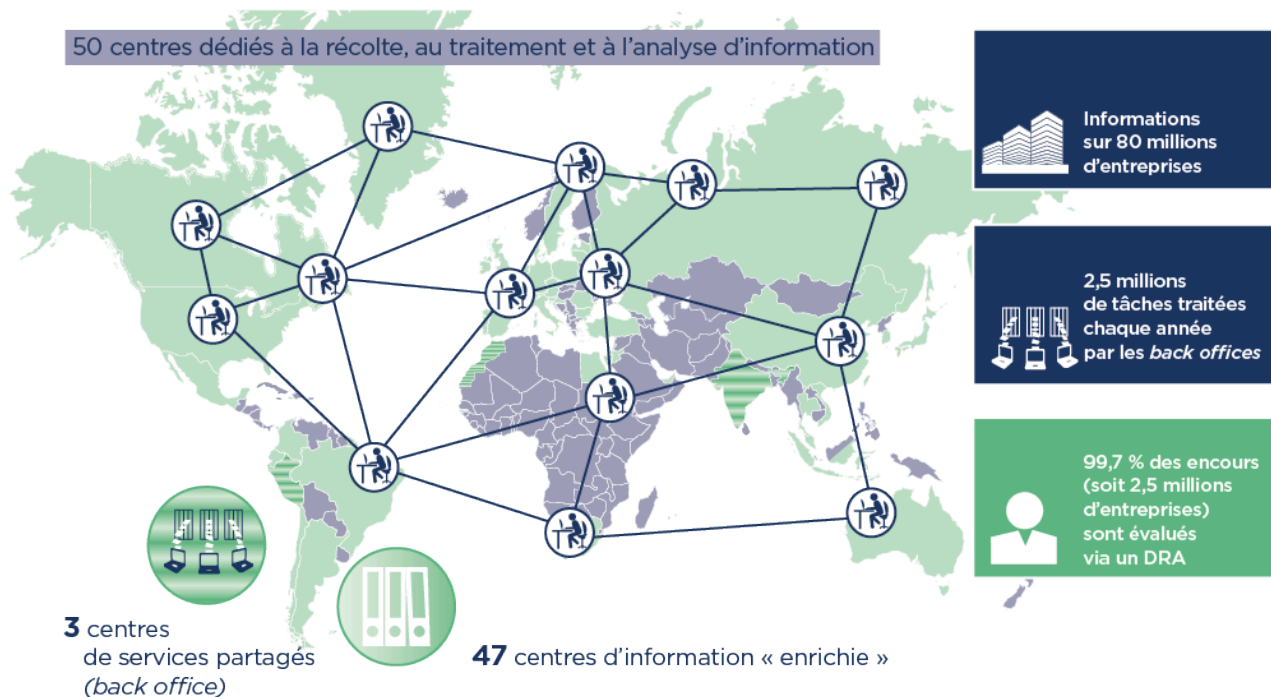 50 centres dédiés à la récolte, au traitement et à l’analyse d’information
Informations
sur 80 millions
d’entreprises
2,5 millions
de tâches traitées
chaque année
par les back offices
99,7 % des encours
(soit 2,5 millions
d’entreprises)
sont évalués
via un DRA
3 centres
de services partagés
(back office)
47 centres d’information « enrichie »